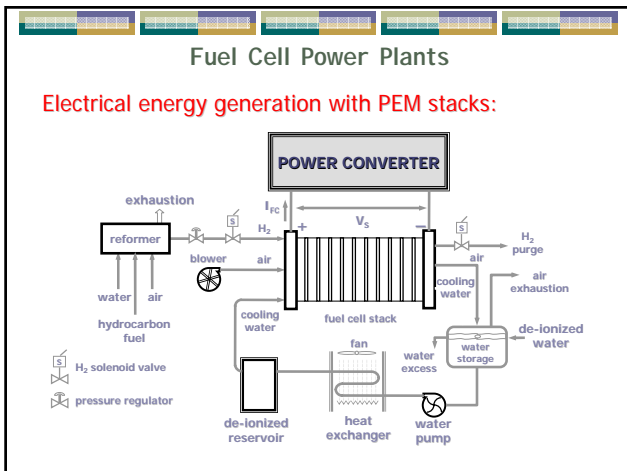 Fuel Cell Power Plants
Electrical energy generation with PEM stacks:
POWER CONVERTER
exhaustion
I_FC
+
V_S
−
S
S
reformer
H₂
H₂
purge
blower
air
air
water
air
cooling
water
air
exhaustion
hydrocarbon
fuel
cooling
water
fuel cell stack
de-ionized
water
water
storage
fan
water
excess
S
H₂ solenoid valve
pressure regulator
de-ionized
reservoir
heat
exchanger
water
pump